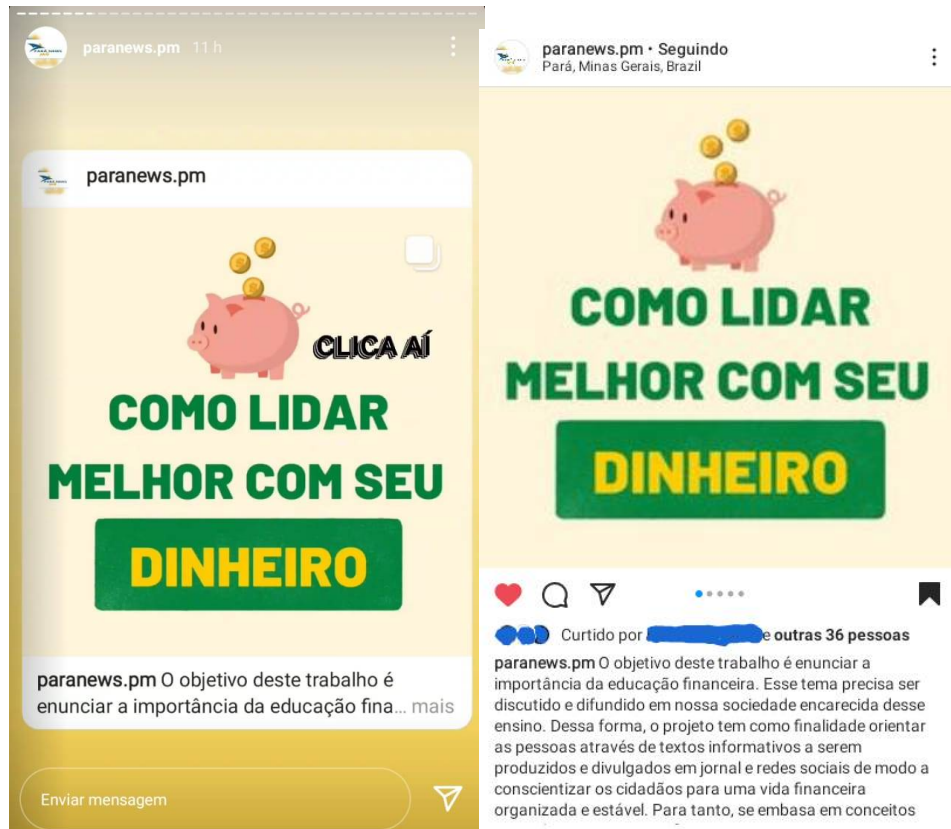 paranews.pm 11 h
paranews.pm
CLICA AÍ
COMO LIDAR
MELHOR COM SEU
DINHEIRO
paranews.pm O objetivo deste trabalho é
enunciar a importância da educação fina... mais
Enviar mensagem
paranews.pm • Seguindo
Pará, Minas Gerais, Brazil
COMO LIDAR
MELHOR COM SEU
DINHEIRO
Curtido por e outras 36 pessoas
paranews.pm O objetivo deste trabalho é enunciar a
importância da educação financeira. Esse tema precisa ser
discutido e difundido em nossa sociedade encarecida desse
ensino. Dessa forma, o projeto tem como finalidade orientar
as pessoas através de textos informativos a serem
produzidos e divulgados em jornal e redes sociais de modo a
conscientizar os cidadãos para uma vida financeira
organizada e estável. Para tanto, se embasa em conceitos